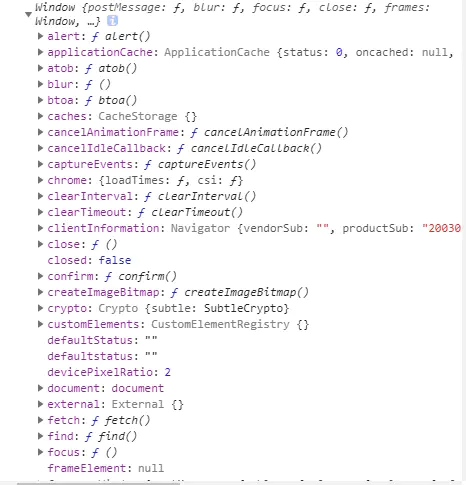 Window {postMessage: ƒ, blur: ƒ, focus: ƒ, close: ƒ, frames:
Window, …} i
alert: ƒ alert()
applicationCache: ApplicationCache {status: 0, oncached: null,
atob: ƒ atob()
blur: ƒ ()
btoa: ƒ btoa()
caches: CacheStorage {}
cancelAnimationFrame: ƒ cancelAnimationFrame()
cancelIdleCallback: ƒ cancelIdleCallback()
captureEvents: ƒ captureEvents()
chrome: {loadTimes: ƒ, csi: ƒ}
clearInterval: ƒ clearInterval()
clearTimeout: ƒ clearTimeout()
clientInformation: Navigator {vendorSub: "", productSub: "20030
close: ƒ ()
closed: false
confirm: ƒ confirm()
createImageBitmap: ƒ createImageBitmap()
crypto: Crypto {subtle: SubtleCrypto}
customElements: CustomElementRegistry {}
defaultStatus: ""
defaultstatus: ""
devicePixelRatio: 2
document: document
external: External {}
fetch: ƒ fetch()
find: ƒ find()
focus: ƒ ()
frameElement: null